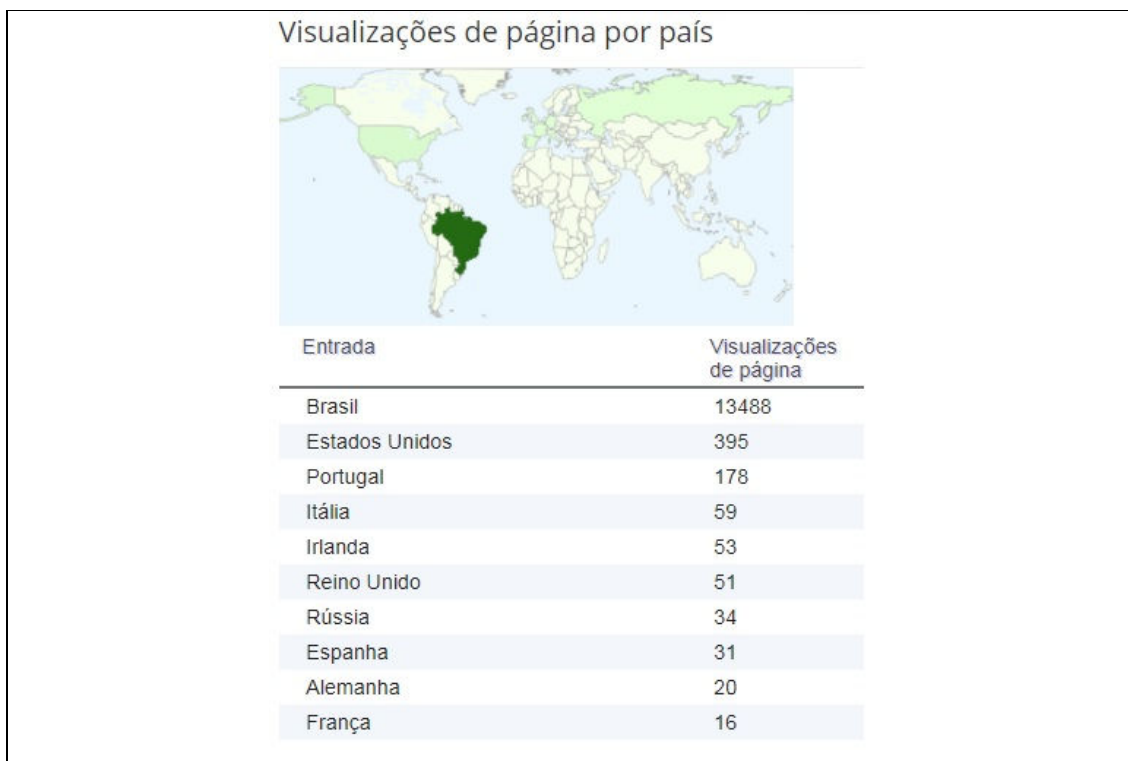 Visualizações de página por país
Entrada Visualizações
de página
Brasil 13488
Estados Unidos 395
Portugal 178
Itália 59
Irlanda 53
Reino Unido 51
Rússia 34
Espanha 31
Alemanha 20
França 16